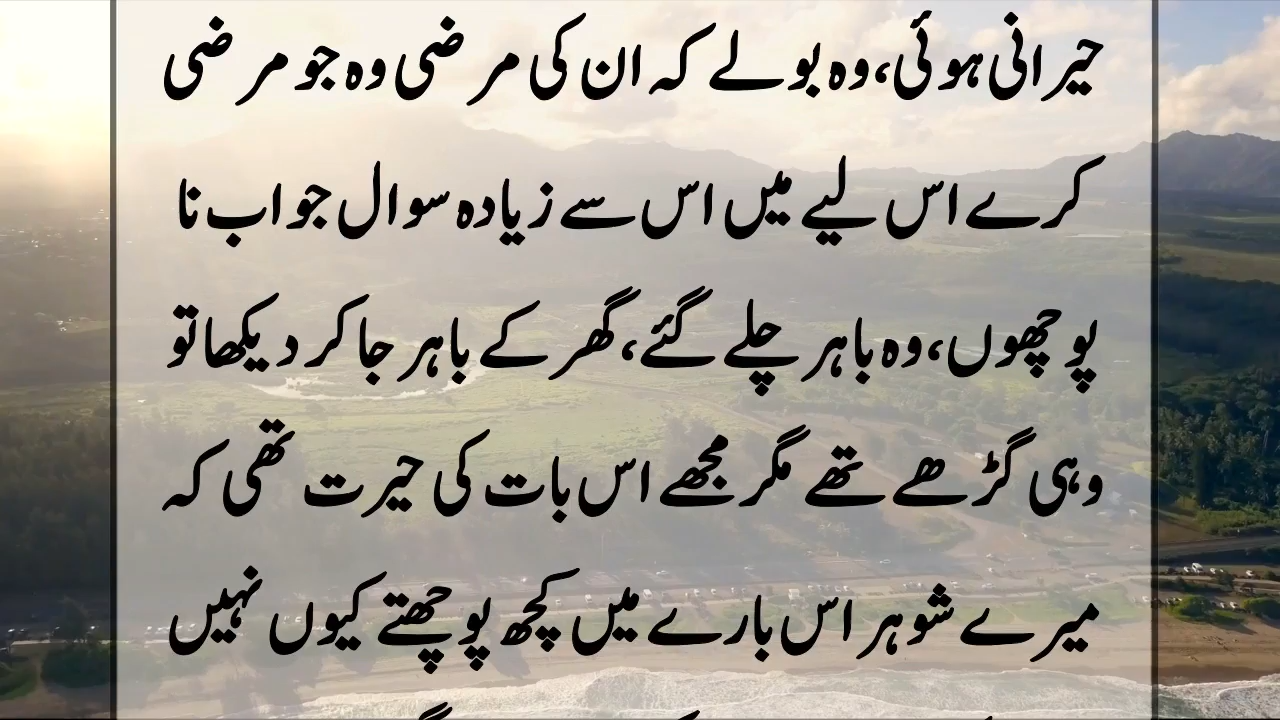 حیرانی ہوئی، وہ بولے کہ ان کی مرضی وہ جو مرضی
کرے اس لیے میں اس سے زیادہ سوال جواب نا
پوچھوں، وہ باہر چلے گئے، گھر کے باہر جا کر دیکھا تو
وہی گڑھے تھے مگر مجھے اس بات کی حیرت تھی کہ
میرے شوہر اس بارے میں کچھ پوچھتے کیوں نہیں